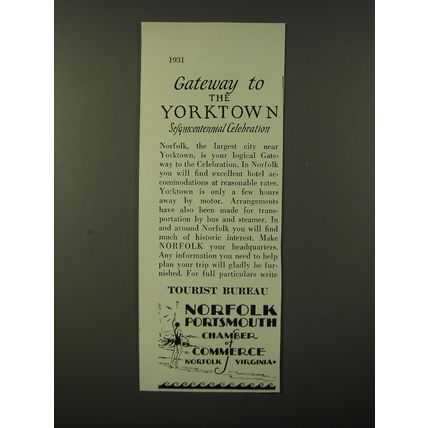 1931
Gateway to
THE
YORKTOWN
Sesquicentennial Celebration
Norfolk, the largest city near
Yorktown, is your logical Gate-
way to the Celebration. In Norfolk
you will find excellent hotel ac-
commodations at reasonable rates.
Yorktown is only a few hours
away by motor. Arrangements
have also been made for trans-
portation by bus and steamer. In
and around Norfolk you will find
much of historic interest. Make
NORFOLK your headquarters.
Any information you need to help
plan your trip will gladly be fur-
nished. For full particulars write
TOURIST BUREAU
NORFOLK
PORTSMOUTH
CHAMBER
of
COMMERCE
NORFOLK VIRGINIA